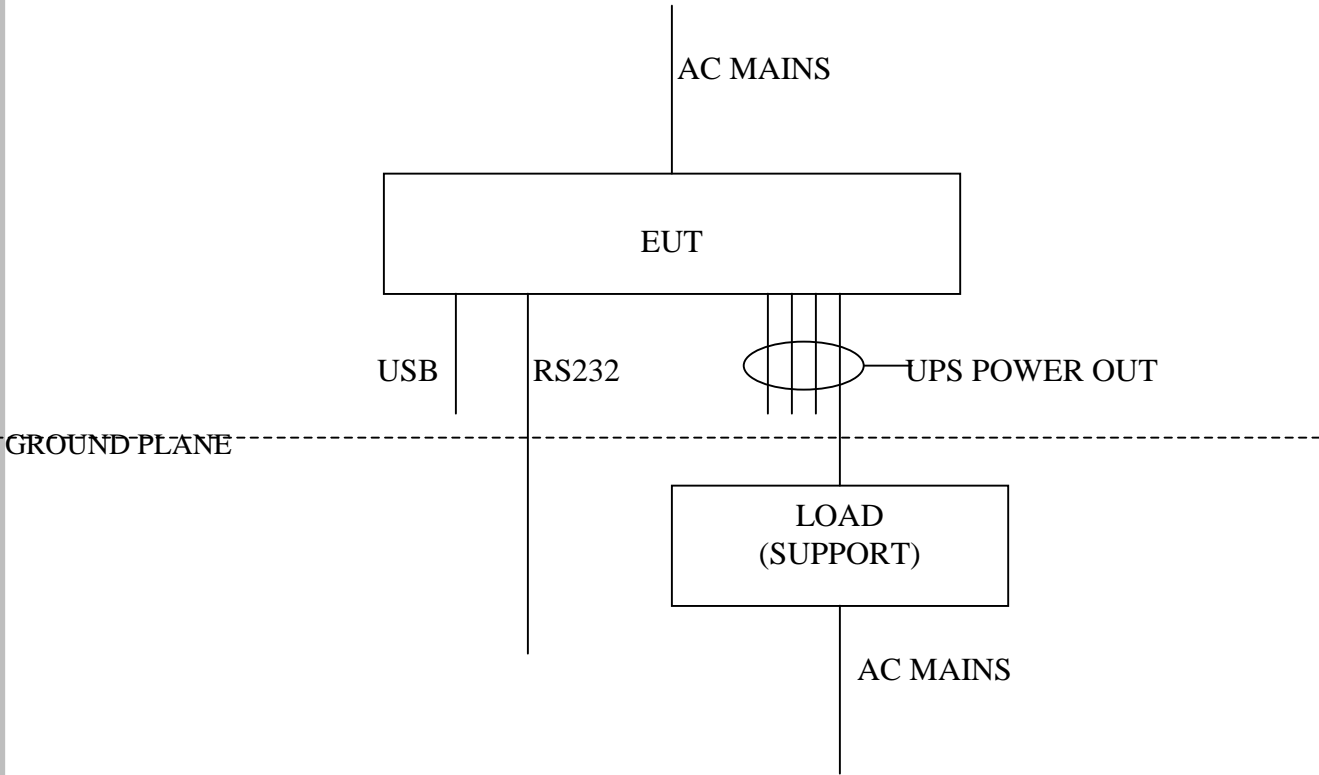 AC MAINS
EUT
USB
RS232
UPS POWER OUT
GROUND PLANE
LOAD
(SUPPORT)
AC MAINS